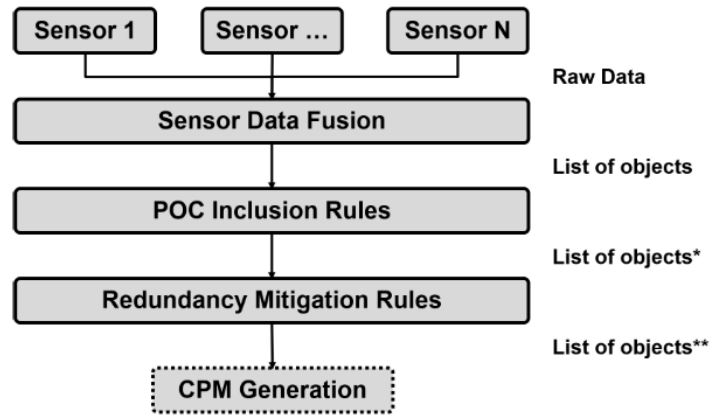 Sensor 1 Sensor … Sensor N
Raw Data
Sensor Data Fusion
List of objects
POC Inclusion Rules
List of objects*
Redundancy Mitigation Rules
List of objects**
CPM Generation